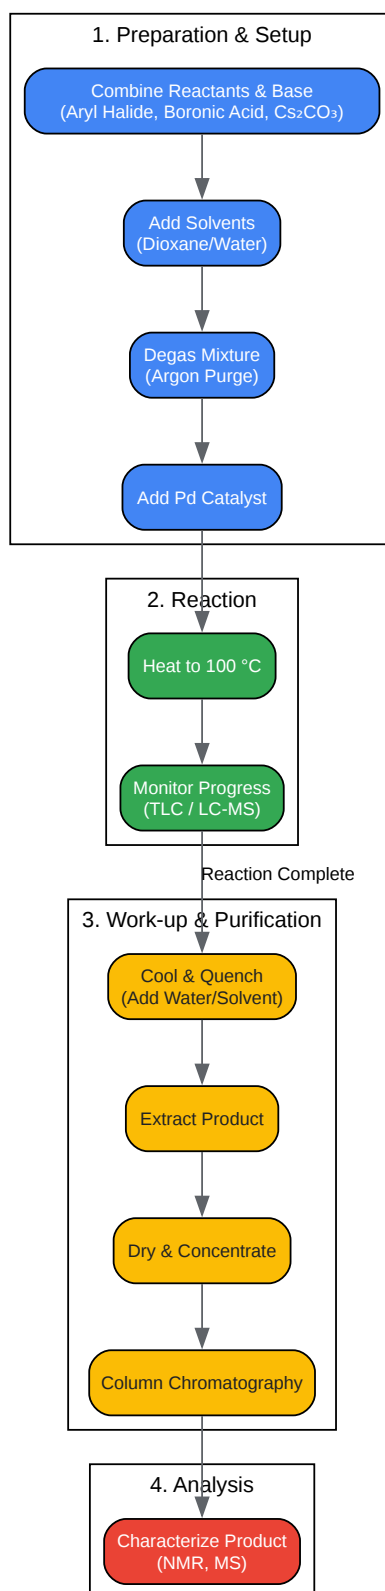 1. Preparation & Setup
Combine Reactants & Base
(Aryl Halide, Boronic Acid, Cs₂CO₃)
Add Solvents
(Dioxane/Water)
Degas Mixture
(Argon Purge)
Add Pd Catalyst
2. Reaction
Heat to 100 °C
Monitor Progress
(TLC / LC-MS)
Reaction Complete
3. Work-up & Purification
Cool & Quench
(Add Water/Solvent)
Extract Product
Dry & Concentrate
Column Chromatography
4. Analysis
Characterize Product
(NMR, MS)